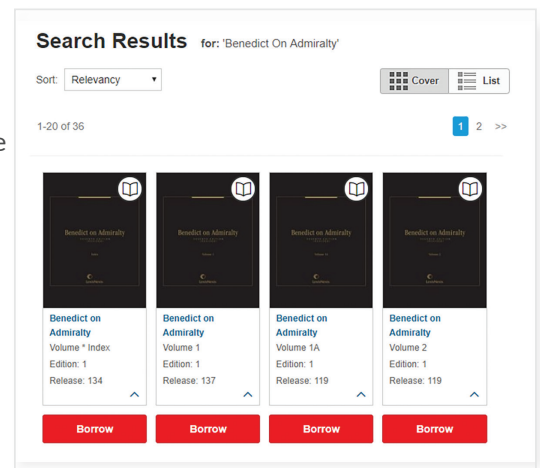 Search Results for: 'Benedict On Admiralty'
Sort: Relevancy
Cover List
1-20 of 36
1 2 >>
e
Benedict on Admiralty
Benedict on Admiralty
Benedict on Admiralty
Benedict on Admiralty
Benedict on
Admiralty
Volume * Index
Edition: 1
Release: 134
Borrow
Benedict on
Admiralty
Volume 1
Edition: 1
Release: 137
Borrow
Benedict on
Admiralty
Volume 1A
Edition: 1
Release: 119
Borrow
Benedict on
Admiralty
Volume 2
Edition: 1
Release: 119
Borrow